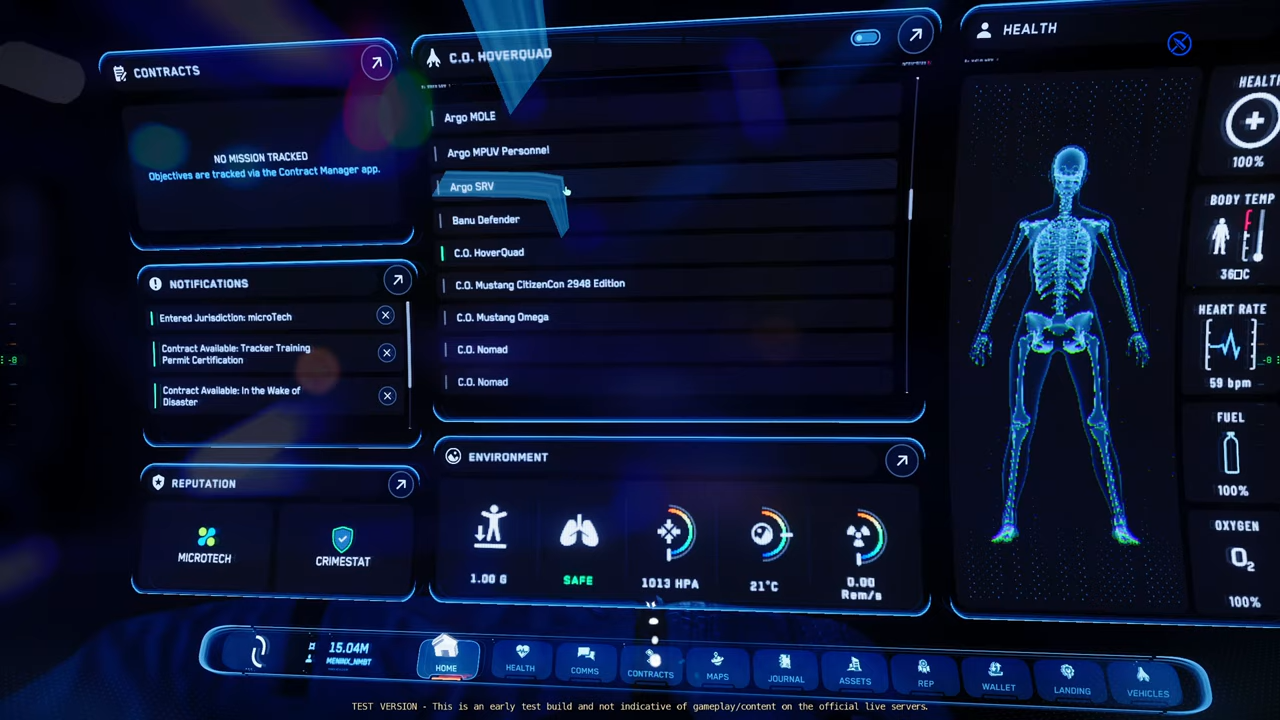 CONTRACTS
NO MISSION TRACKED
Objectives are tracked via the Contract Manager app.
NOTIFICATIONS
Entered Jurisdiction: microTech
Contract Available: Tracker Training
Permit Certification
Contract Available: In the Wake of
Disaster
REPUTATION
MICROTECH
CRIMESTAT
C.O. HOVERQUAD
Argo MOLE
Argo MPUV Personnel
Argo SRV
Banu Defender
C.O. HoverQuad
C.O. Mustang CitizenCon 2948 Edition
C.O. Mustang Omega
C.O. Nomad
C.O. Nomad
ENVIRONMENT
1.00 G
SAFE
1013 HPA
21°C
0.00
Rem/s
HEALTH
HEALTH
100%
BODY TEMP
36□C
HEART RATE
59 bpm
FUEL
100%
OXYGEN
O₂
100%
-8
-8
15.04M
MENINX_NMBT
HOME
HEALTH
COMMS
CONTRACTS
MAPS
JOURNAL
ASSETS
REP
WALLET
LANDING
VEHICLES
TEST VERSION - This is an early test build and not indicative of gameplay/content on the official live servers.